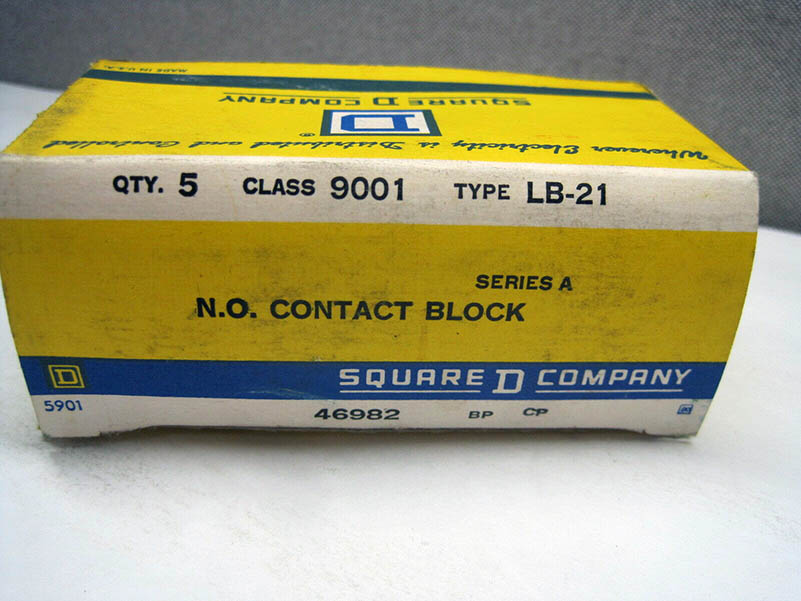 MADE IN U.S.A.
SQUARE D COMPANY
D
®
Wherever Electricity is Distributed and Controlled
QTY. 5 CLASS 9001 TYPE LB-21
SERIES A
N.O. CONTACT BLOCK
D SQUARE D COMPANY
5901 46982 BP CP